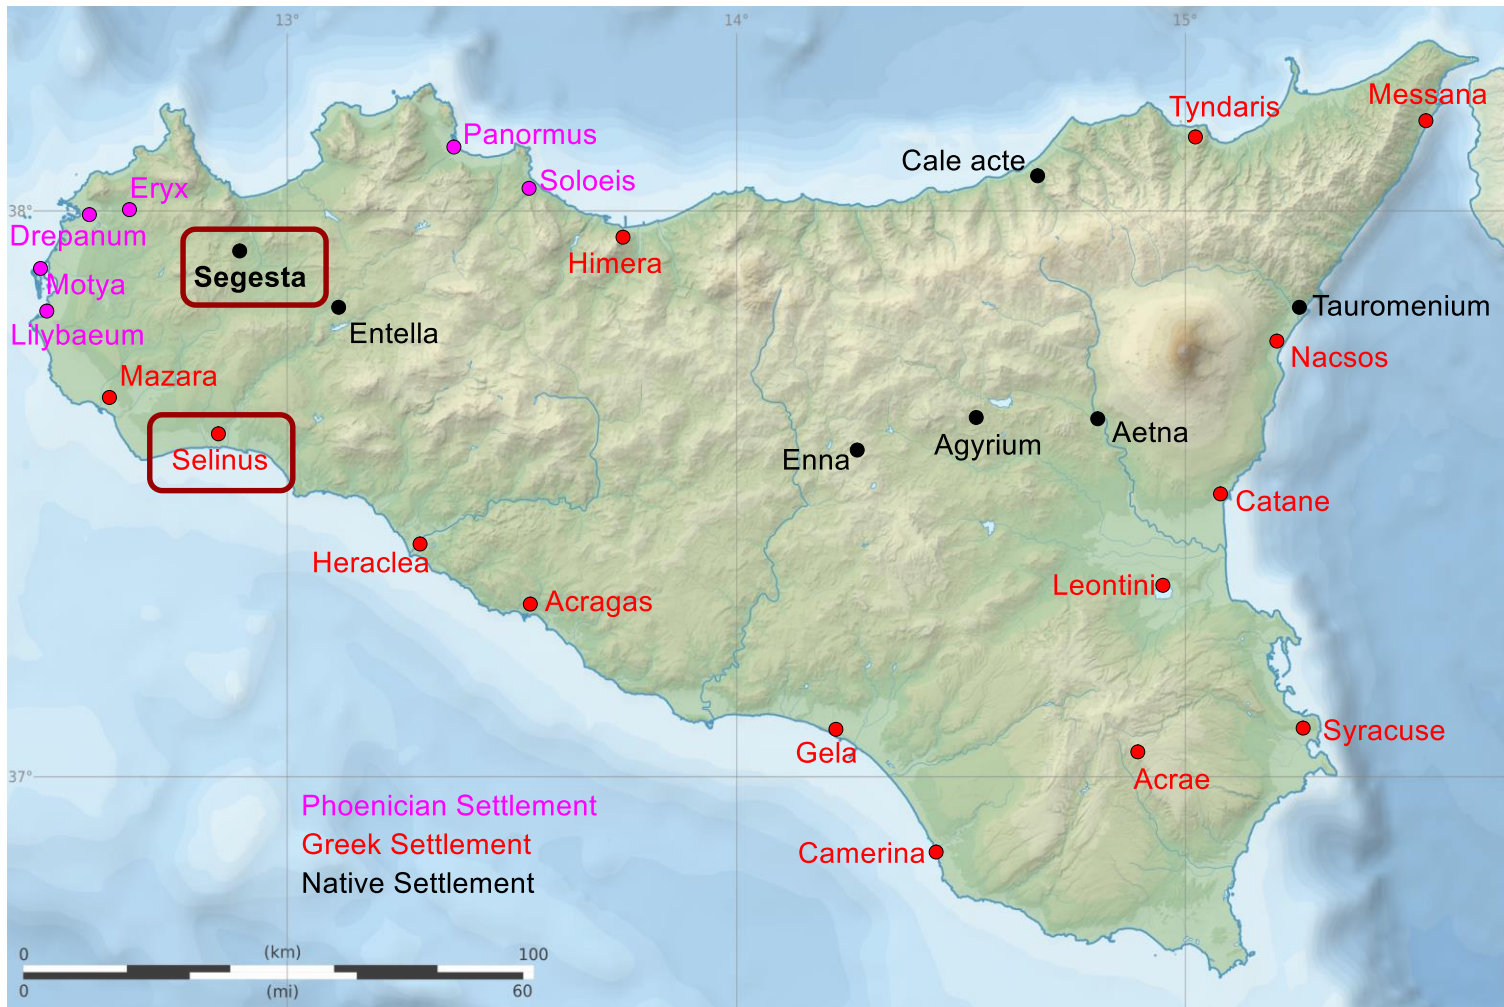 13°
14°
15°
Messana
Tyndaris
Panormus
Cale acte
Soloeis
Eryx
38°
Drepanum
Himera
Segesta
Motya
Tauromenium
Entella
Lilybaeum
Nacsos
Mazara
Aetna
Agyrium
Enna
Selinus
Catane
Heraclea
Leontini
Acragas
Syracuse
Gela
37°
Acrae
Phoenician Settlement
Greek Settlement
Camerina
Native Settlement
0 (km) 100
0 (mi) 60